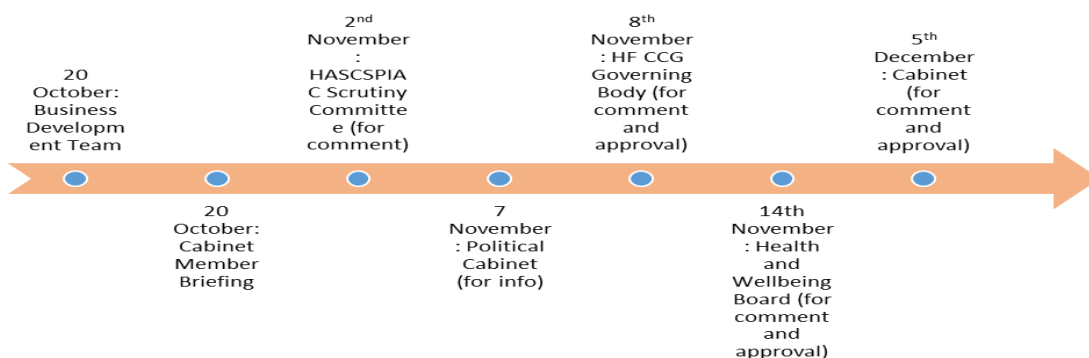 20
October:
Business
Developm
ent Team
20
October:
Cabinet
Member
Briefing
2nd
November
:
HASCSPIA
C Scrutiny
Committe
e (for
comment)
7
November
: Political
Cabinet
(for info)
8th
November
: HF CCG
Governing
Body (for
comment
and
approval)
14th
November
: Health
and
Wellbeing
Board (for
comment
and
approval)
5th
December
: Cabinet
(for
comment
and
approval)